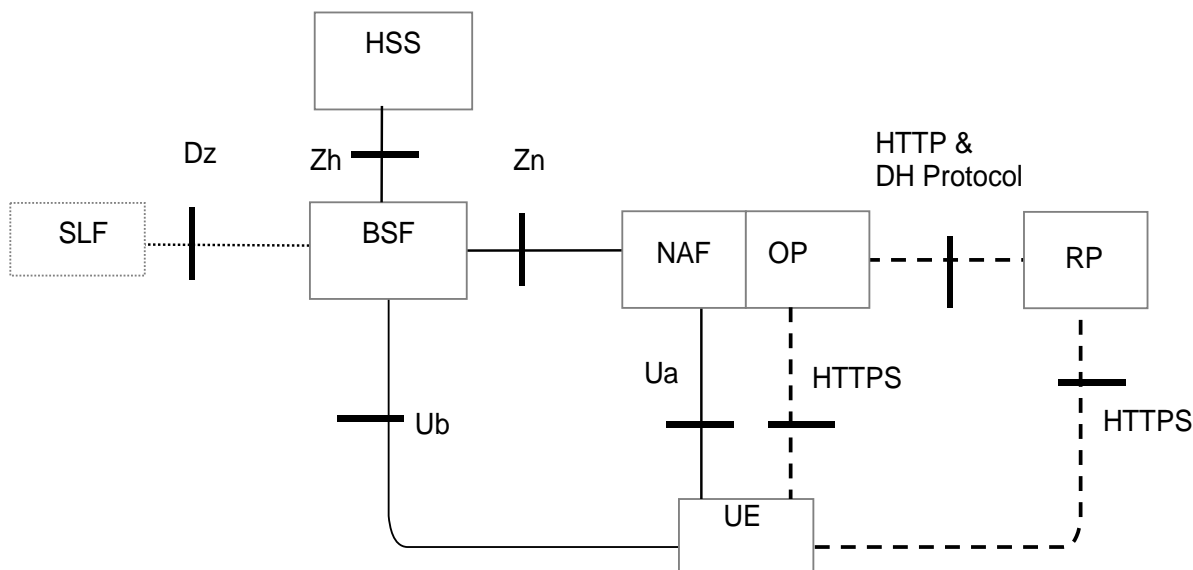 HSS
Dz
Zh
Zn
HTTP &
DH Protocol
SLF
BSF
NAF
OP
RP
Ua
HTTPS
Ub
HTTPS
UE